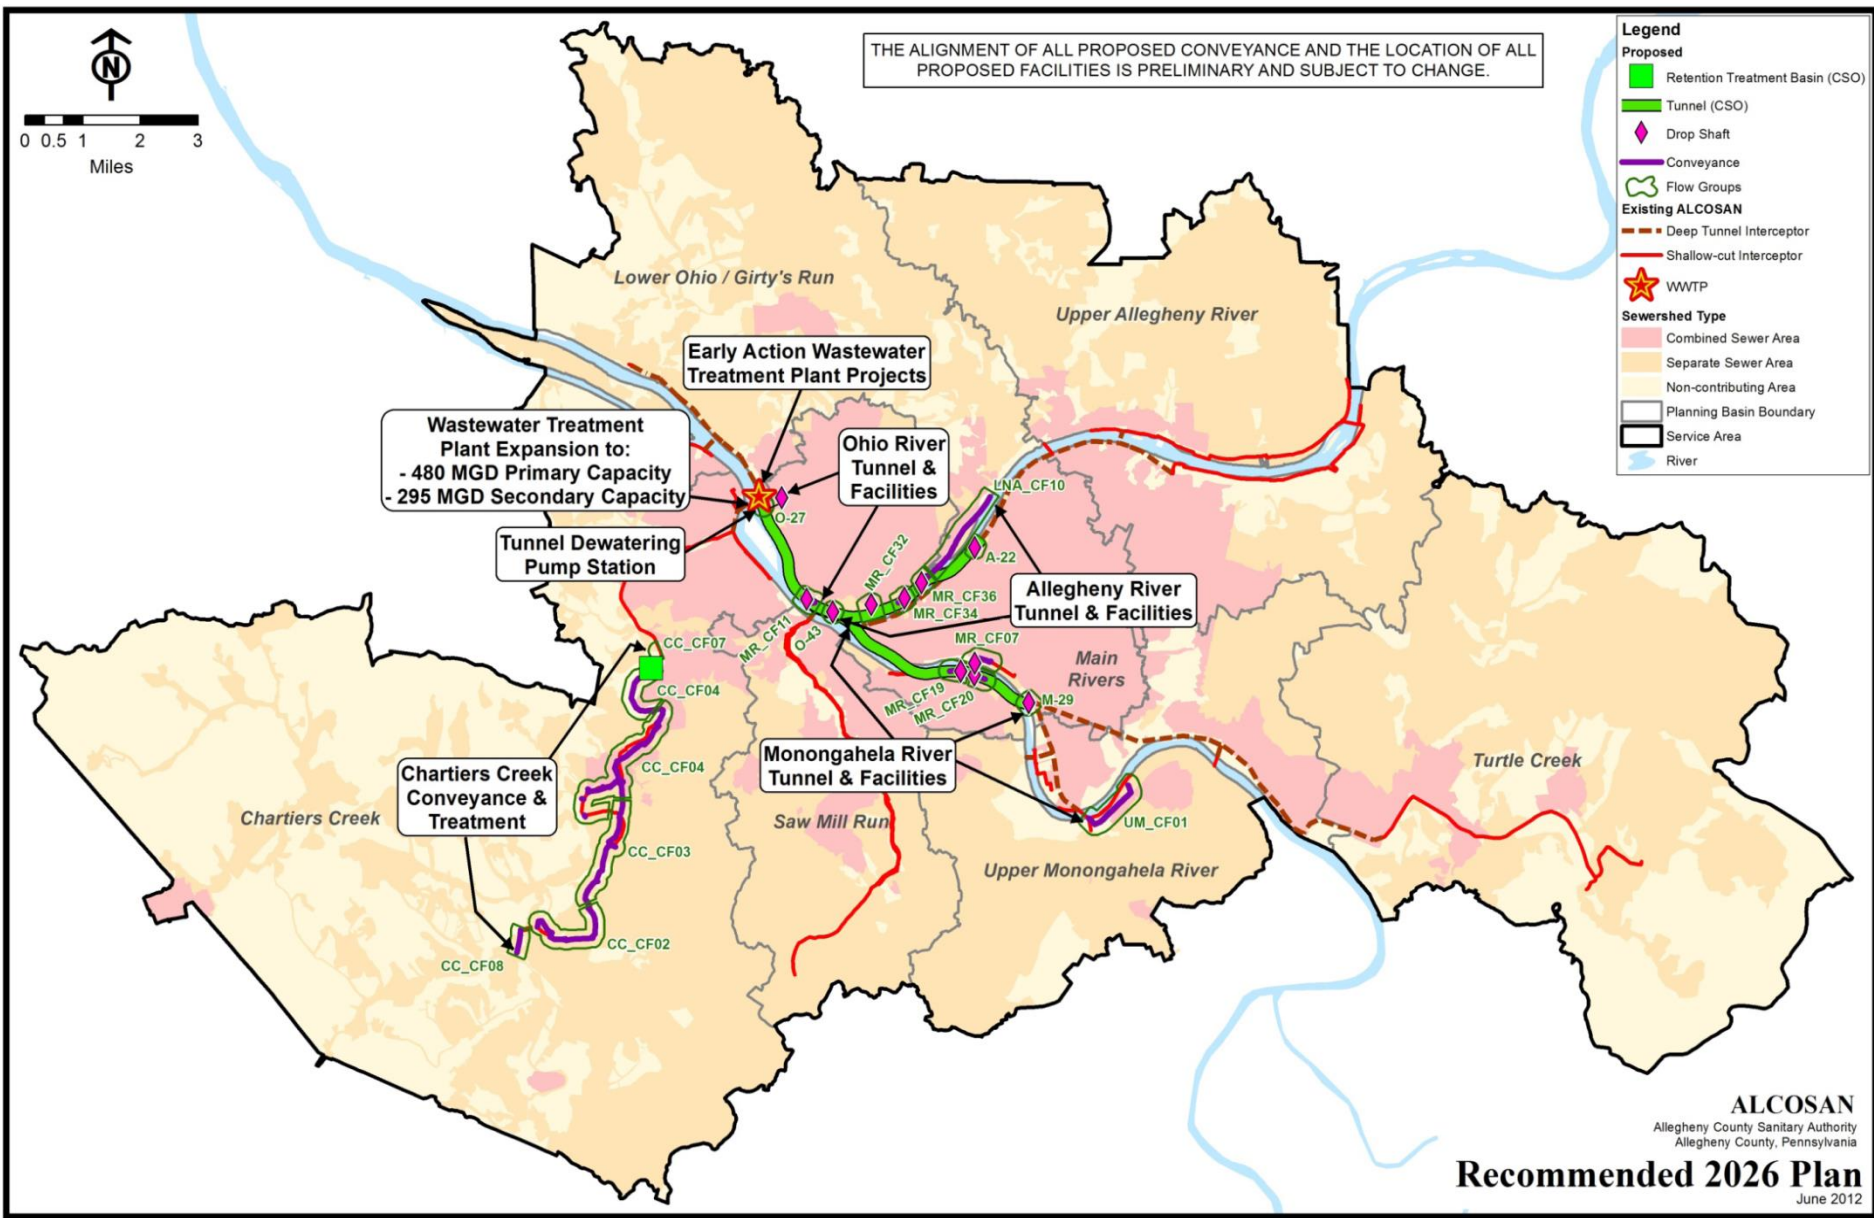 THE ALIGNMENT OF ALL PROPOSED CONVEYANCE AND THE LOCATION OF ALL
PROPOSED FACILITIES IS PRELIMINARY AND SUBJECT TO CHANGE.
N
0 0.5 1 2 3
Miles
Legend
Proposed
Retention Treatment Basin (CSO)
Tunnel (CSO)
Drop Shaft
Conveyance
Flow Groups
Existing ALCOSAN
Deep Tunnel Interceptor
Shallow-cut Interceptor
WWTP
Sewershed Type
Combined Sewer Area
Separate Sewer Area
Non-contributing Area
Planning Basin Boundary
Service Area
River
Lower Ohio / Girty's Run
Upper Allegheny River
Early Action Wastewater
Treatment Plant Projects
Wastewater Treatment
Plant Expansion to:
- 480 MGD Primary Capacity
- 295 MGD Secondary Capacity
Ohio River
Tunnel &
Facilities
Tunnel Dewatering
Pump Station
O-27
LNA_CF10
A-22
MR_CF32
MR_CF36
MR_CF34
Allegheny River
Tunnel & Facilities
MR_CF11
O-43
MR_CF07
MR_CF19
MR_CF20
M-29
Main
Rivers
CC_CF07
CC_CF04
CC_CF04
Monongahela River
Tunnel & Facilities
Chartiers Creek
Conveyance &
Treatment
Chartiers Creek
Saw Mill Run
UM_CF01
Turtle Creek
CC_CF03
Upper Monongahela River
CC_CF02
CC_CF08
ALCOSAN
Allegheny County Sanitary Authority
Allegheny County, Pennsylvania
Recommended 2026 Plan
June 2012